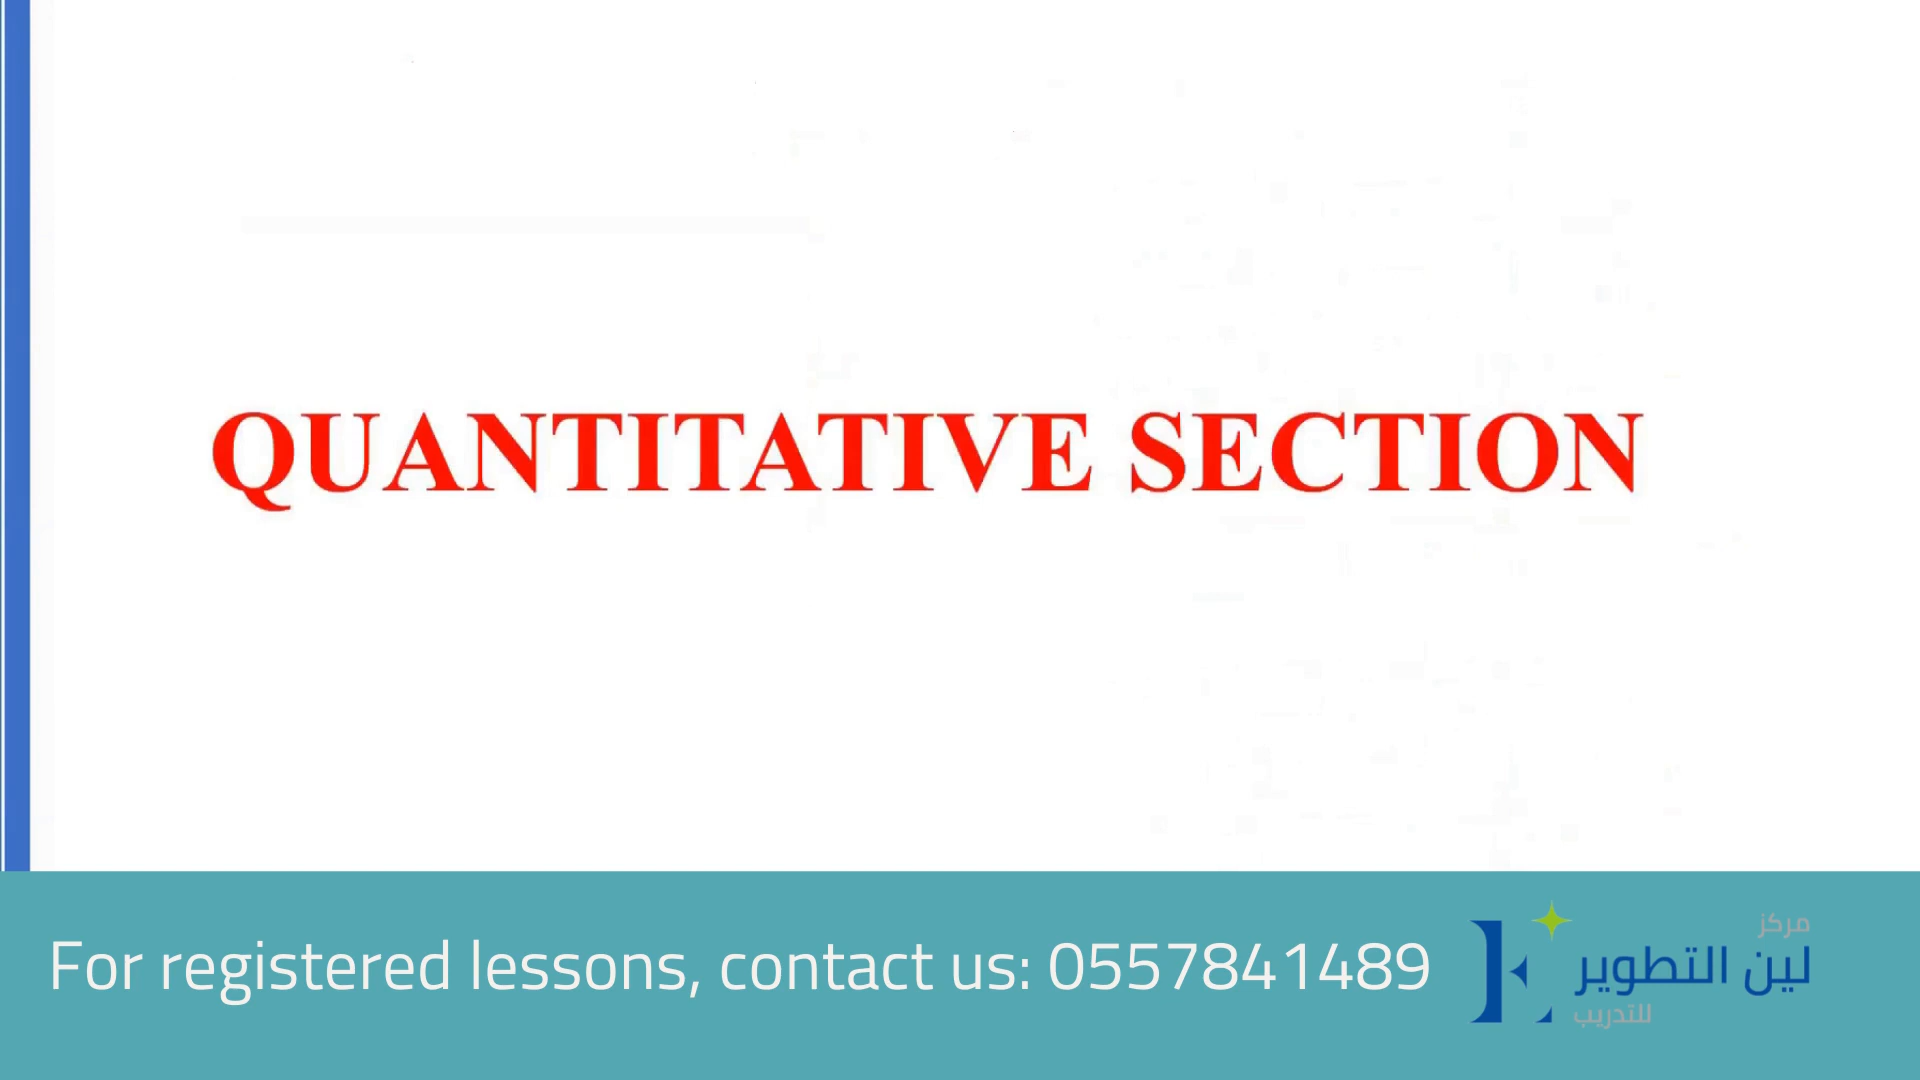 QUANTITATIVE SECTION
For registered lessons, contact us: 0557841489
مركز
لين التطوير
للتدريب